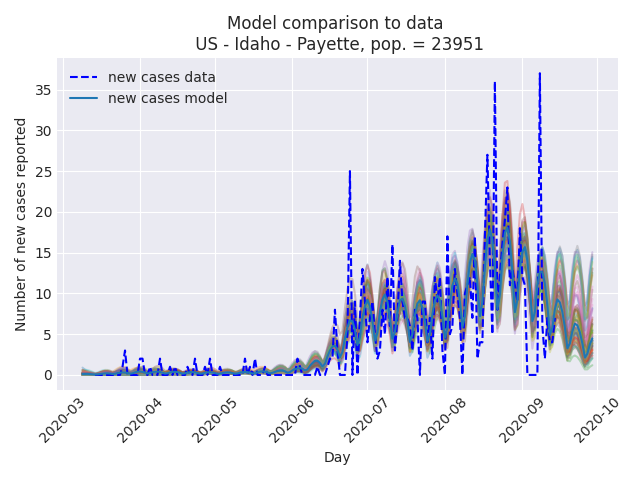 Model comparison to data
US - Idaho - Payette, pop. = 23951
new cases data
new cases model
Number of new cases reported
35
30
25
20
15
10
5
0
2020-03
2020-04
2020-05
2020-06
2020-07
2020-08
2020-09
2020-10
Day